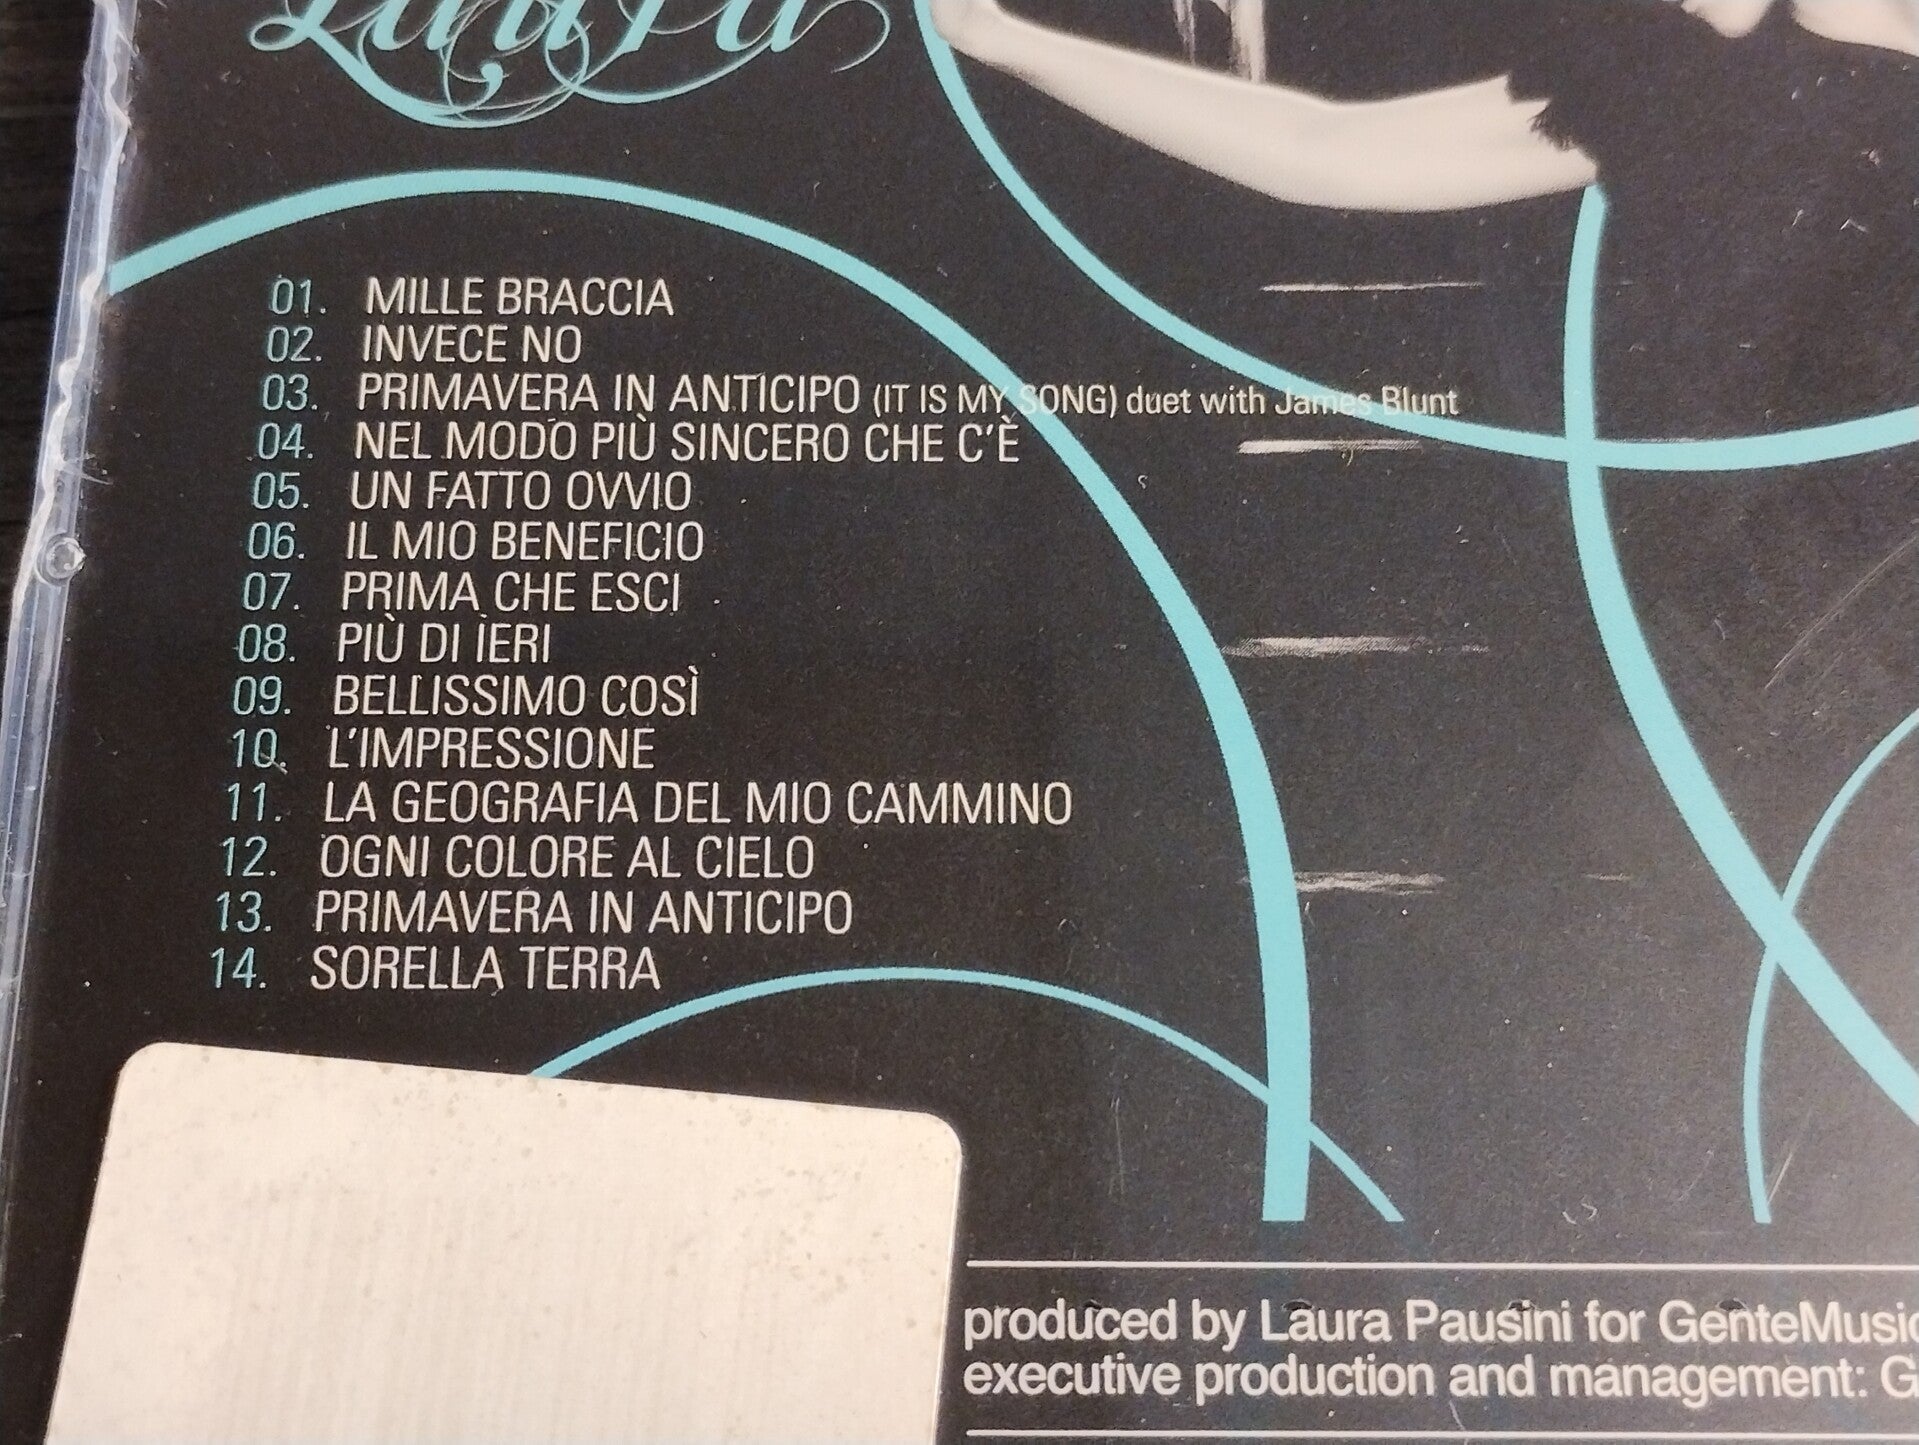 Laura
01. MILLE BRACCIA
02. INVECE NO
03. PRIMAVERA IN ANTICIPO (IT IS MY SONG) duet with James Blunt
04. NEL MODO PIÙ SINCERO CHE C'È
05. UN FATTO OVVIO
06. IL MIO BENEFICIO
07. PRIMA CHE ESCI
08. PIÙ DI IERI
09. BELLISSIMO COSÌ
10. L'IMPRESSIONE
11. LA GEOGRAFIA DEL MIO CAMMINO
12. OGNI COLORE AL CIELO
13. PRIMAVERA IN ANTICIPO
14. SORELLA TERRA
produced by Laura Pausini for GenteMusic
executive production and management: G